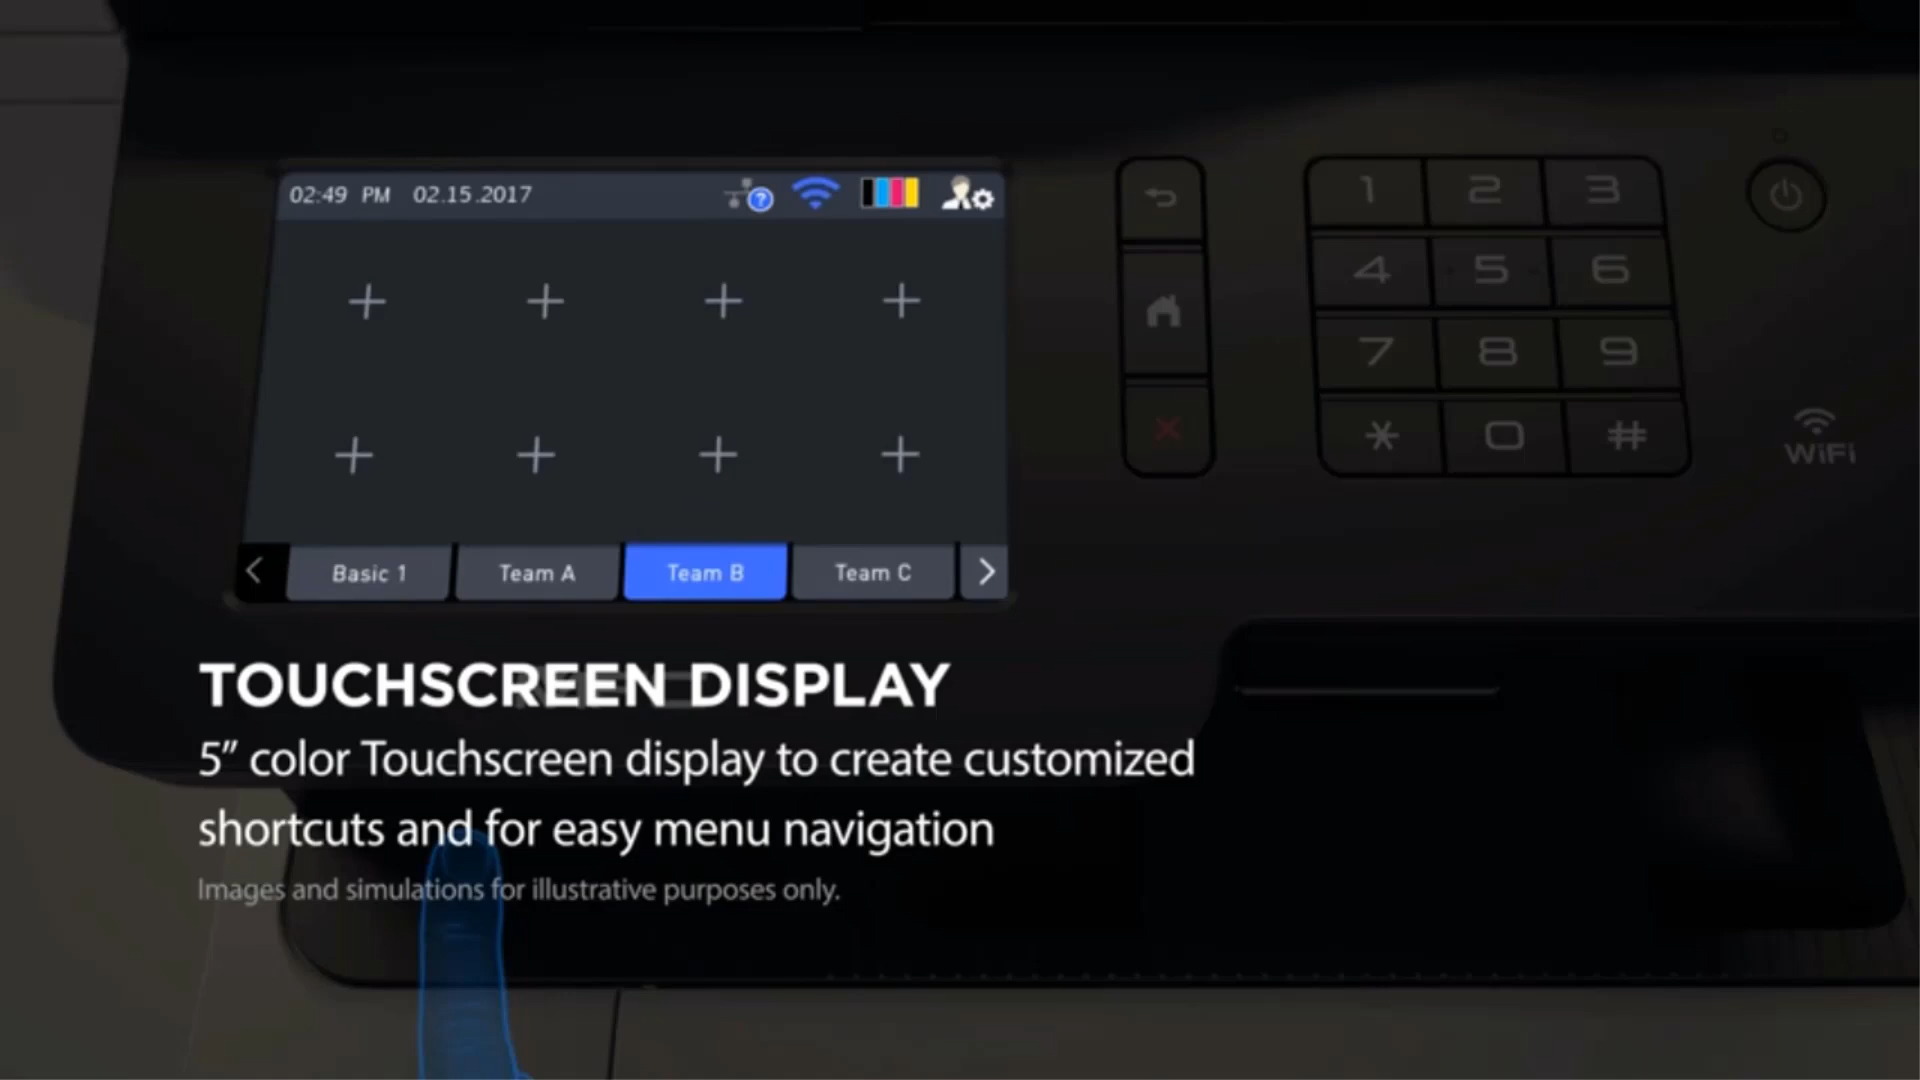 02:49 PM 02.15.2017
?
Basic 1
Team A
Team B
Team C
1 2 3
4 5 6
7 8 9
* 0 #
WiFi
TOUCHSCREEN DISPLAY
5” color Touchscreen display to create customized
shortcuts and for easy menu navigation
Images and simulations for illustrative purposes only.